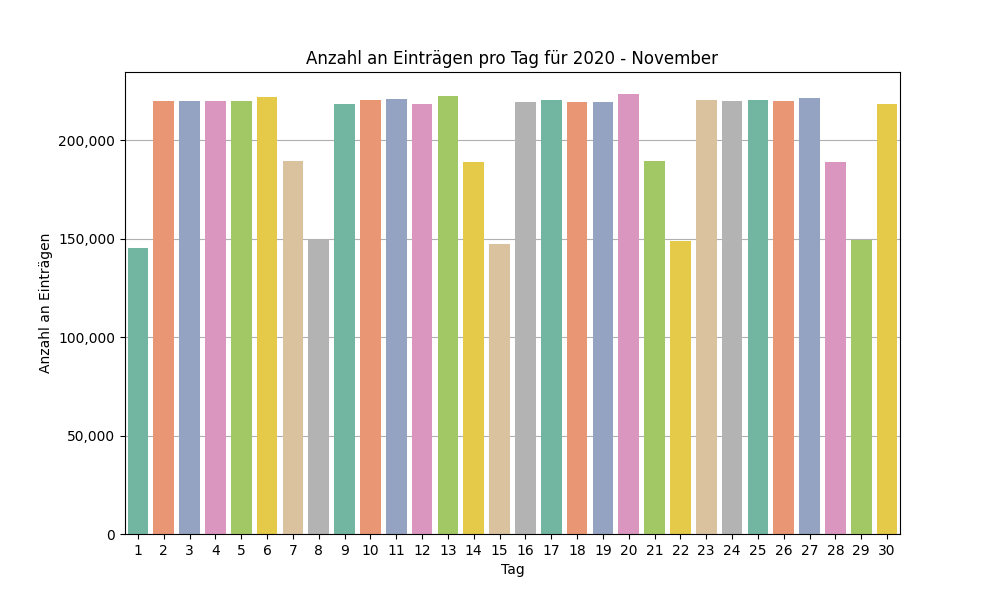 Anzahl an Einträgen pro Tag für 2020 - November
Anzahl an Einträgen
200,000
150,000
100,000
50,000
0
1 2 3 4 5 6 7 8 9 10 11 12 13 14 15 16 17 18 19 20 21 22 23 24 25 26 27 28 29 30
Tag